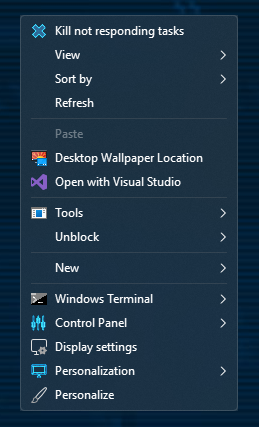 Kill not responding tasks
View
Sort by
Refresh
Paste
Desktop Wallpaper Location
Open with Visual Studio
Tools
Unblock
New
Windows Terminal
Control Panel
Display settings
Personalization
Personalize